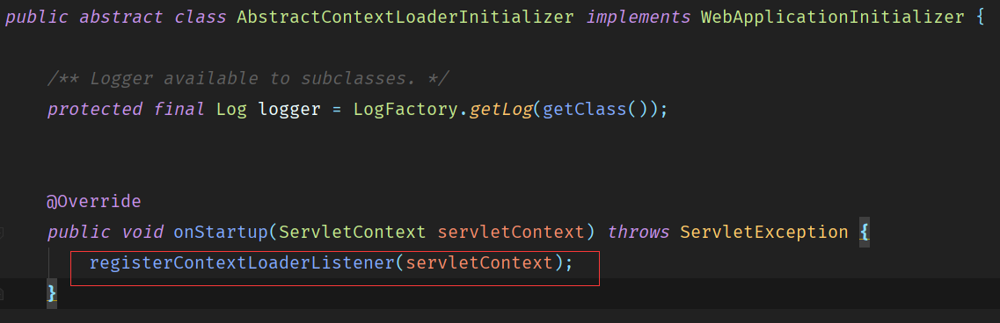 public abstract class AbstractContextLoaderInitializer implements WebApplicationInitializer {
/** Logger available to subclasses. */
protected final Log logger = LogFactory.getLog(getClass());
@Override
public void onStartup(ServletContext servletContext) throws ServletException {
registerContextLoaderListener(servletContext);
}